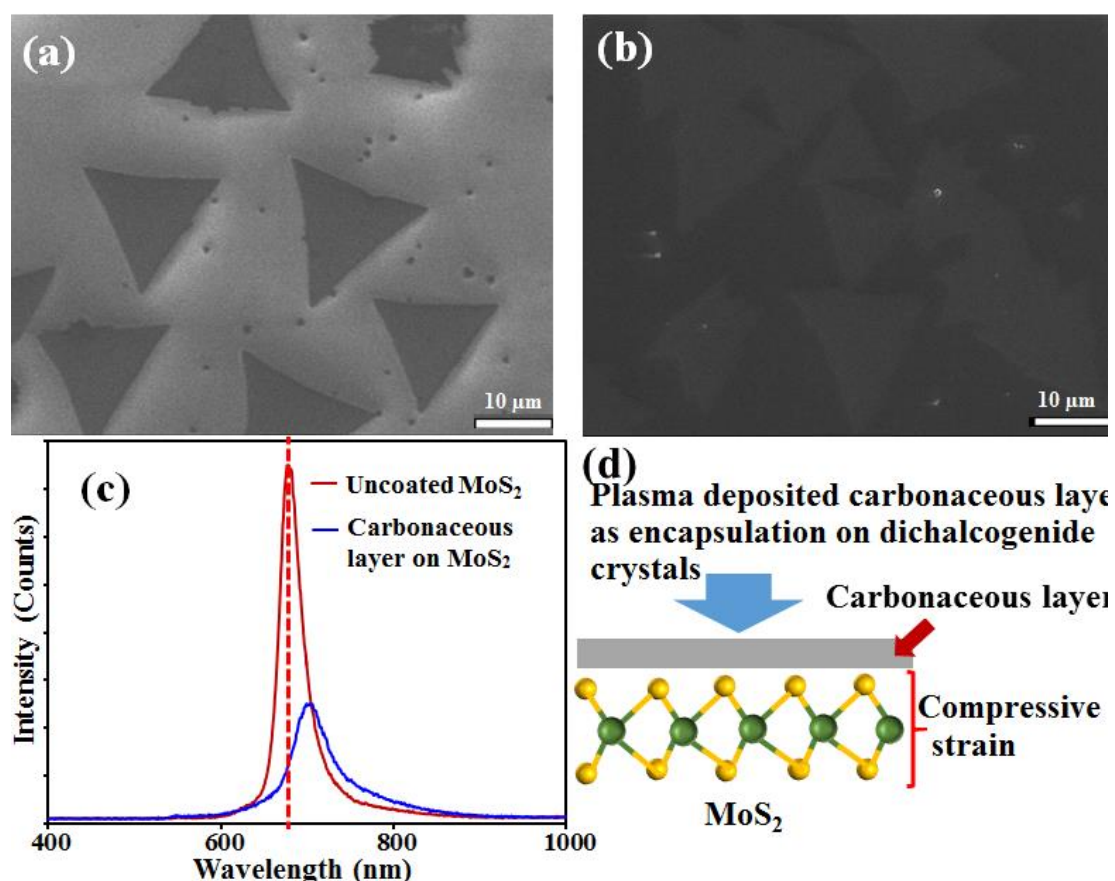 (a)
(b)
10 µm
10 µm
(c)
Uncoated MoS₂
Carbonaceous
layer on MoS₂
Intensity (Counts)
400
600
800
1000
Wavelength (nm)
(d)
Plasma deposited carbonaceous laye
as encapsulation on dichalcogenide
crystals
Carbonaceous layer
Compressive
strain
MoS₂